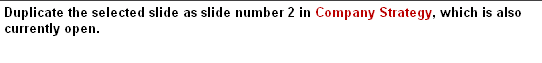 Duplicate the selected slide as slide number 2 in Company Strategy, which is also
currently open.